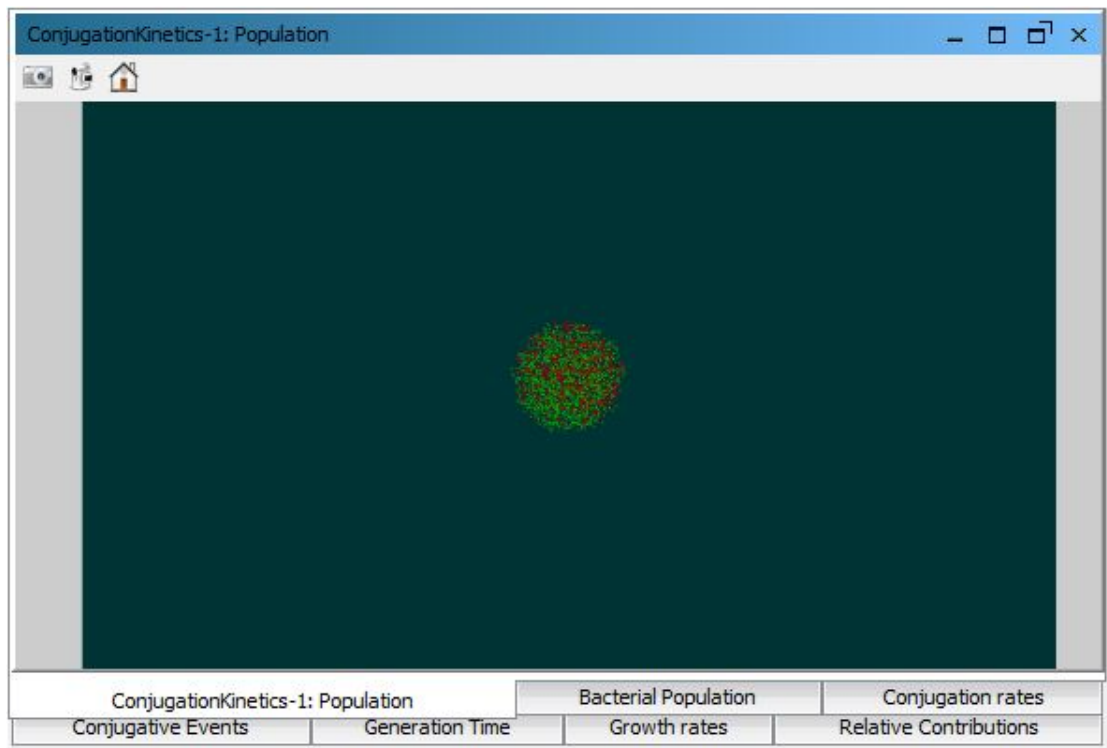 ConjugationKinetics-1: Population
ConjugationKinetics-1: Population
Bacterial Population
Conjugation rates
Conjugative Events
Generation Time
Growth rates
Relative Contributions